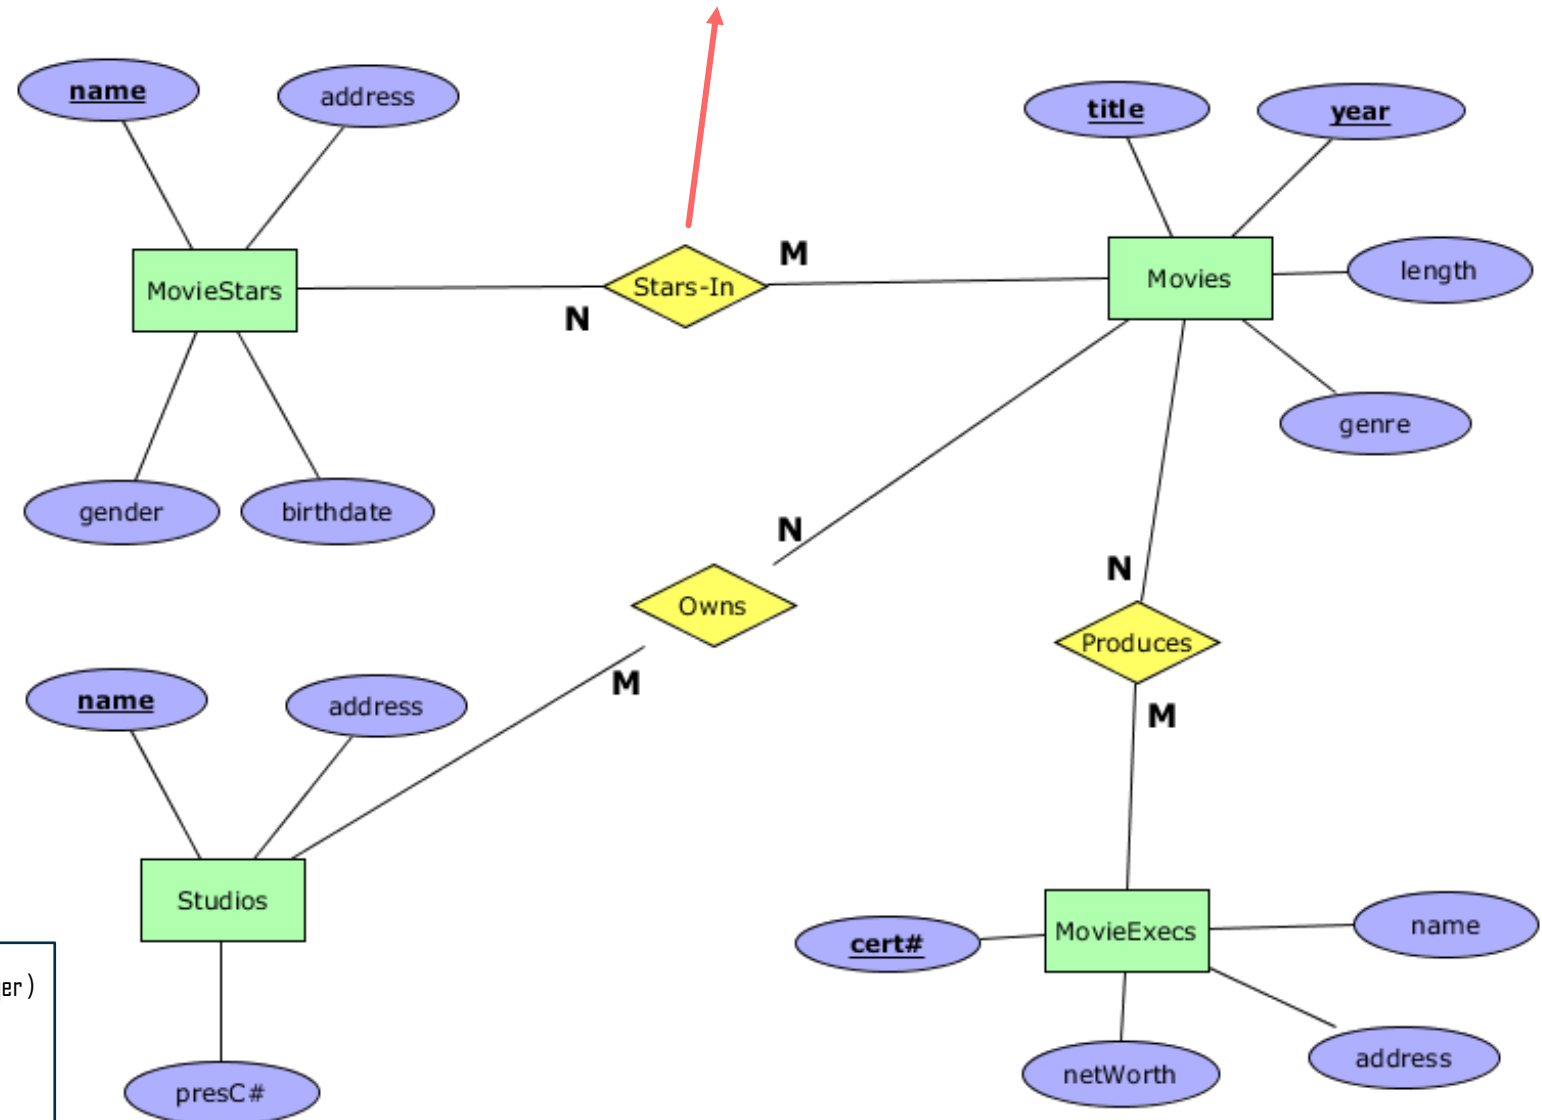 name
address
title
year
MovieStars
N
Stars-In
M
Movies
length
genre
gender
birthdate
N
Owns
M
N
Produces
M
name
address
Studios
presC#
cert#
MovieExecs
name
netWorth
address
)